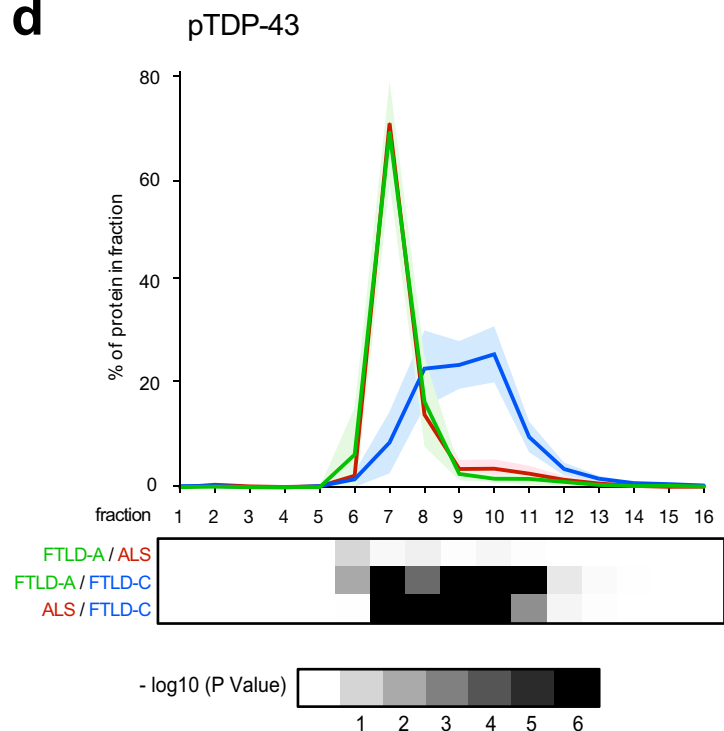 d
pTDP-43
80
60
40
20
0
% of protein in fraction
fraction 1 2 3 4 5 6 7 8 9 10 11 12 13 14 15 16
FTLD-A / ALS
FTLD-A / FTLD-C
ALS / FTLD-C
- log10 (P Value)
1 2 3 4 5 6